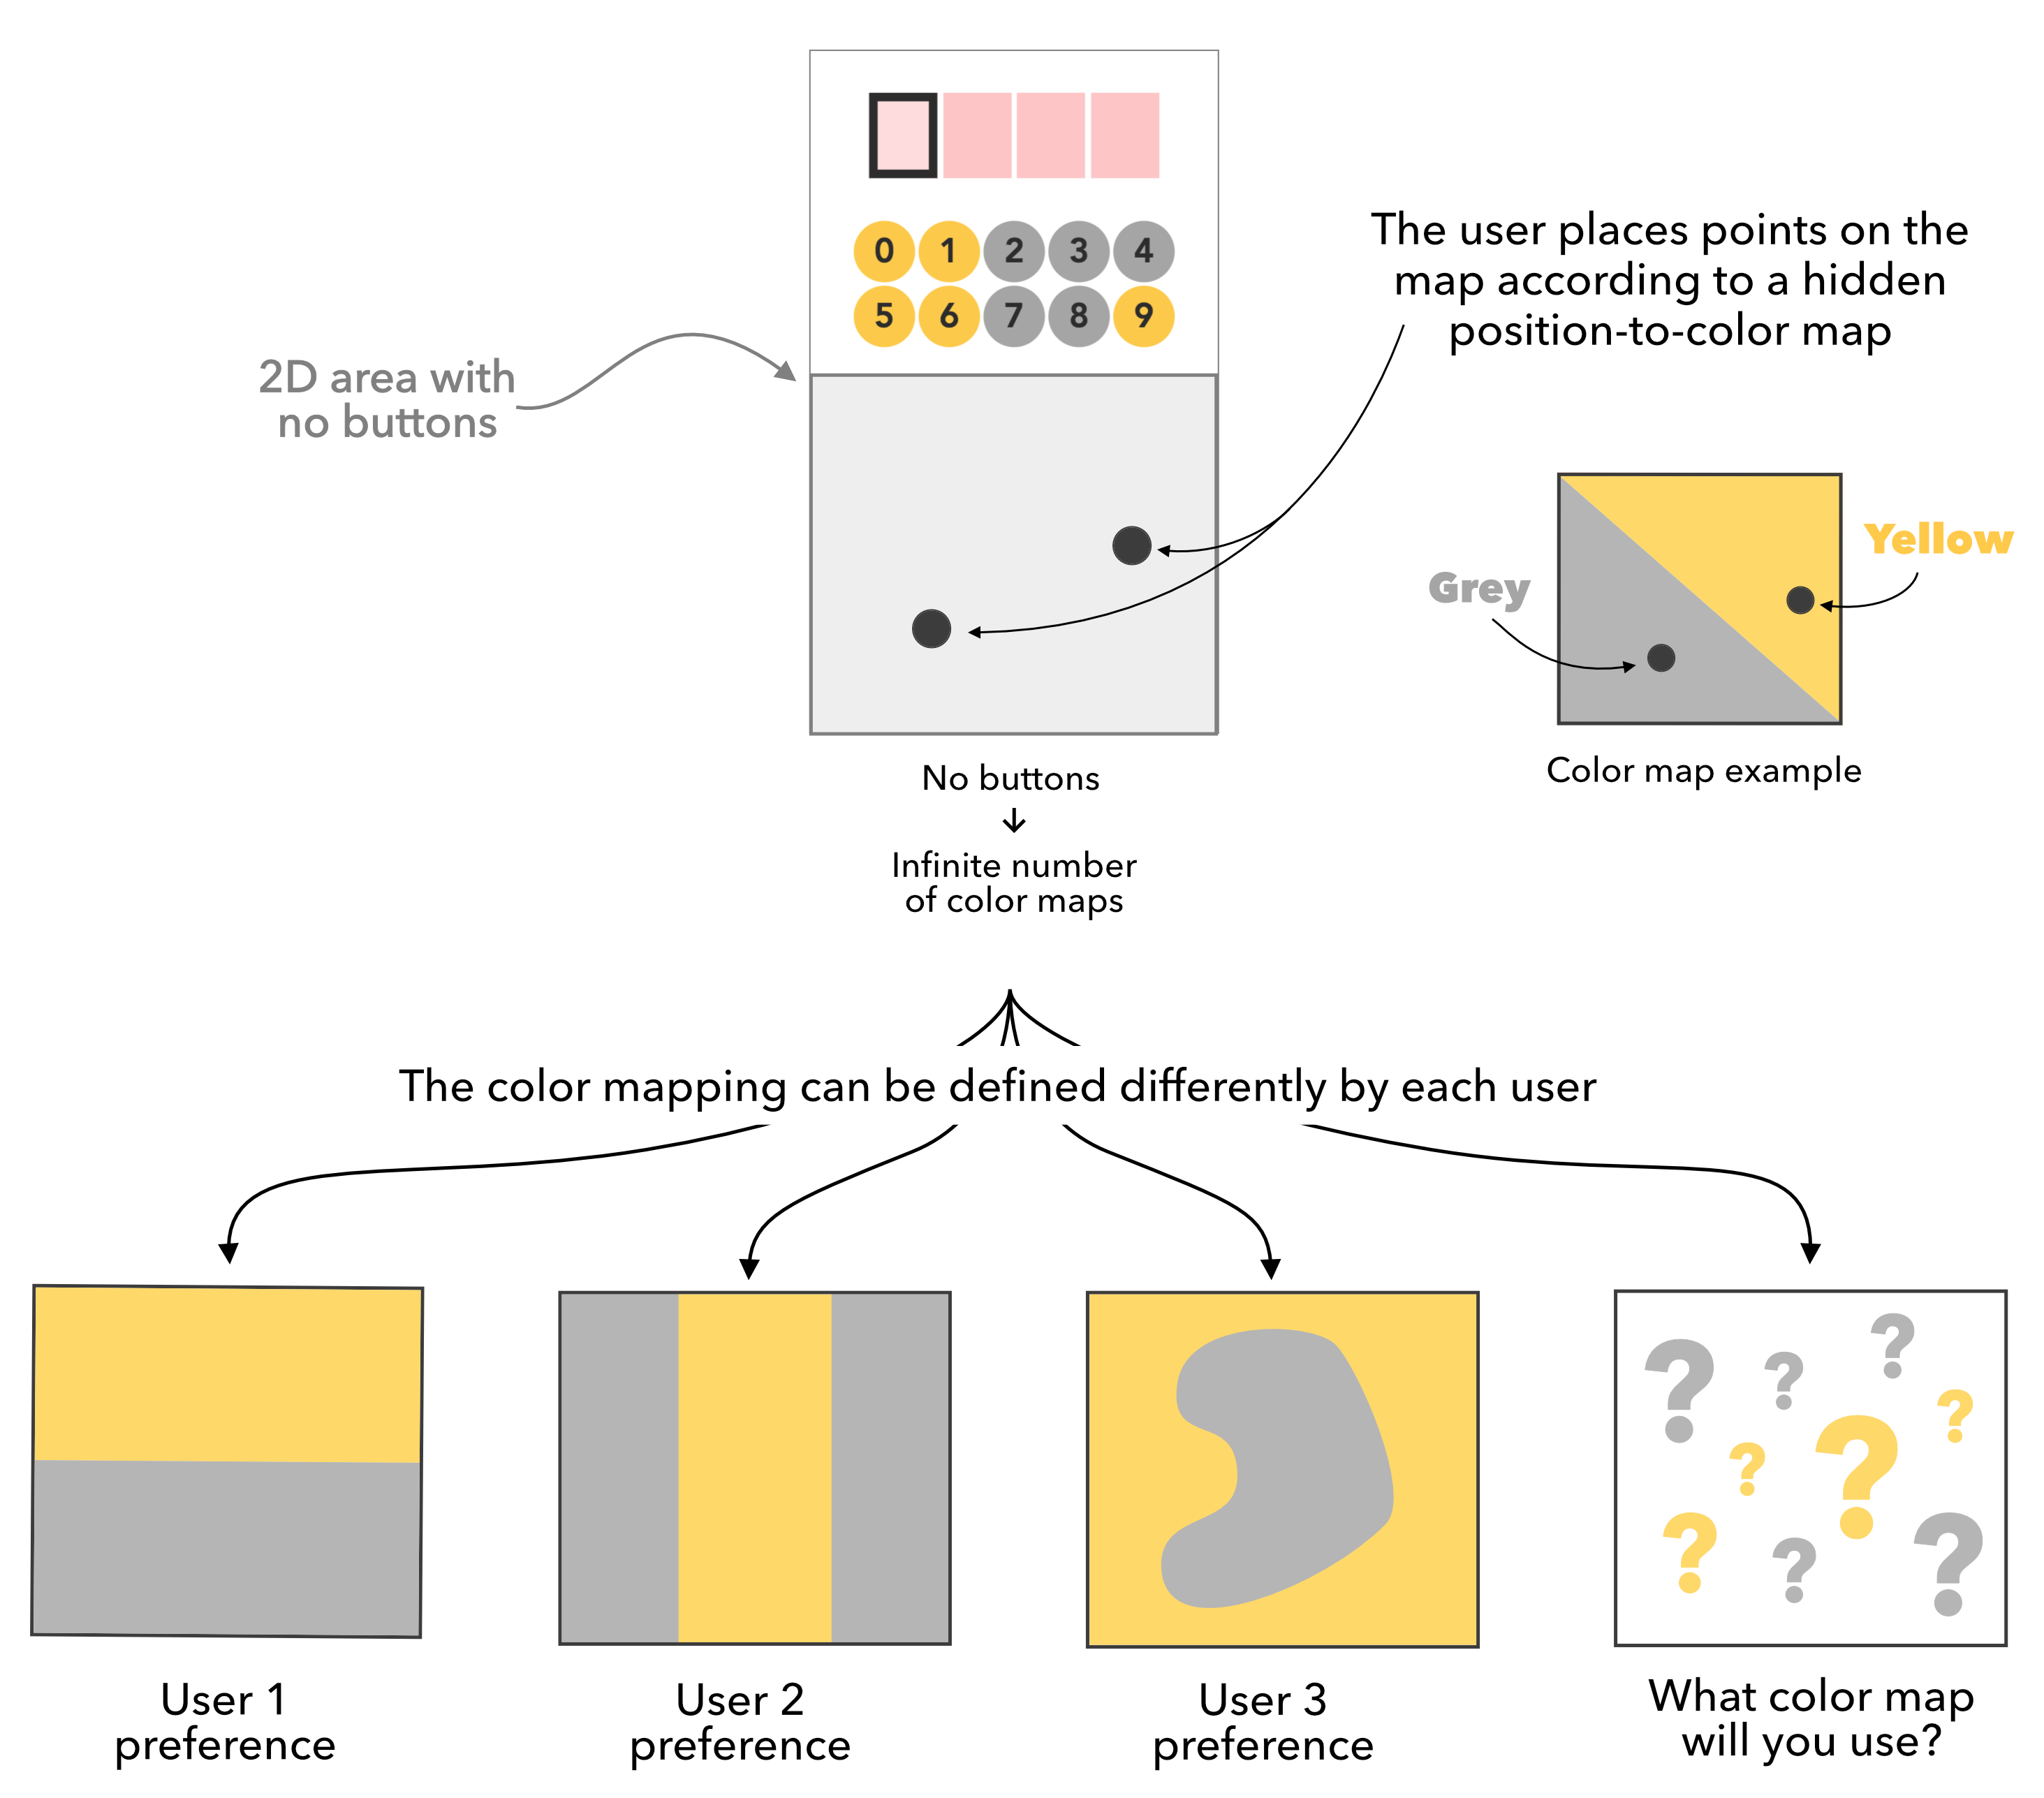 0 1 2 3 4
5 6 7 8 9
2D area with
no buttons
The user places points on the
map according to a hidden
position-to-color map
Yellow
Grey
Color map example
No buttons
↓
Infinite number
of color maps
The color mapping can be defined differently by each user
User 1
preference
User 2
preference
User 3
preference
? ? ? ? ? ? ? ? ?
What color map
will you use?